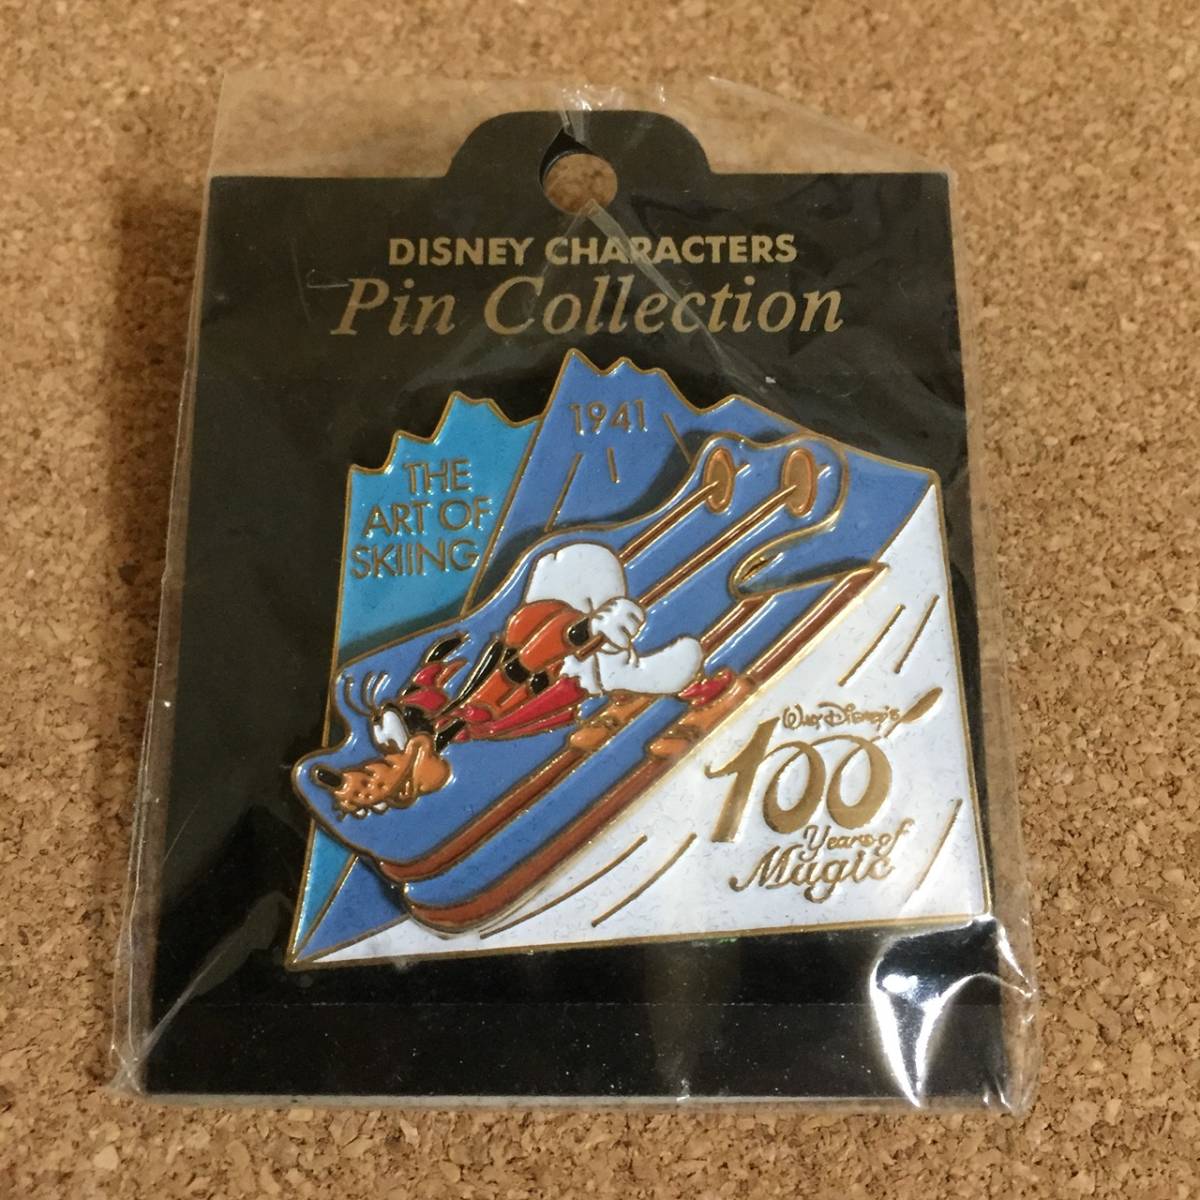 DISNEY CHARACTERS
Pin Collection
1941
THE
ART OF
SKIING
Walt Disney's
100
Years of
Magic